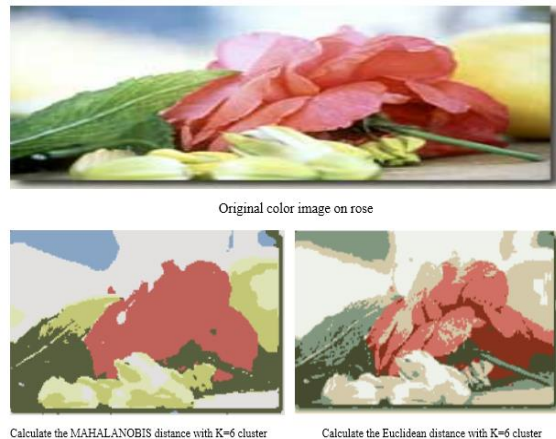 Original color image on rose
Calculate the MAHALANOBIS distance with K=6 cluster
Calculate the Euclidean distance with K=6 cluster